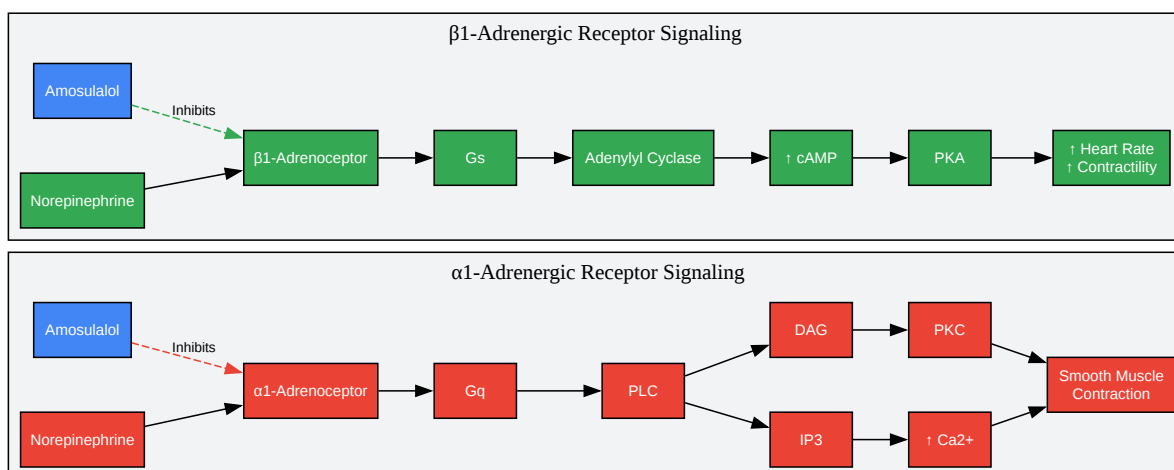 β1-Adrenergic Receptor Signaling
Amosulalol
Inhibits
Norepinephrine
β1-Adrenoceptor
Gs
Adenylyl Cyclase
↑ cAMP
PKA
↑ Heart Rate
↑ Contractility
α1-Adrenergic Receptor Signaling
Amosulalol
Inhibits
Norepinephrine
α1-Adrenoceptor
Gq
PLC
DAG
PKC
IP3
↑ Ca2+
Smooth Muscle
Contraction